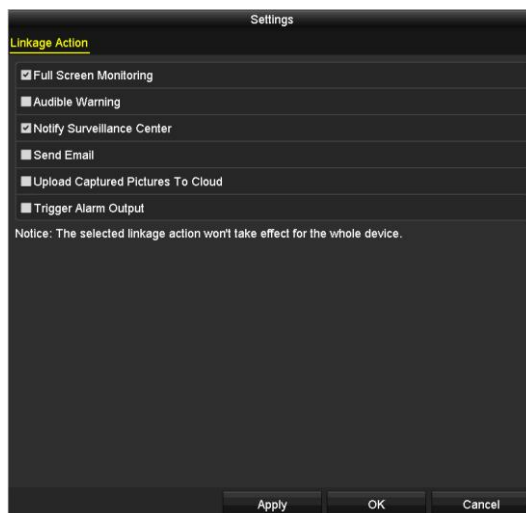 Settings
Linkage Action
Full Screen Monitoring
Audible Warning
Notify Surveillance Center
Send Email
Upload Captured Pictures To Cloud
Trigger Alarm Output
Notice: The selected linkage action won't take effect for the whole device.
Apply OK Cancel